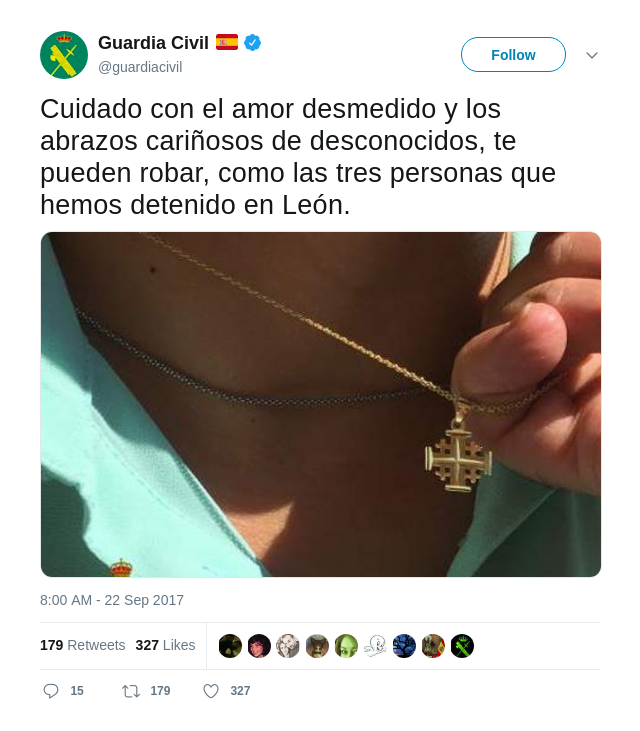 Guardia Civil
@guardiacivil
Follow
Cuidado con el amor desmedido y los
abrazos cariñosos de desconocidos, te
pueden robar, como las tres personas que
hemos detenido en León.
8:00 AM - 22 Sep 2017
179 Retweets 327 Likes
15 179 327